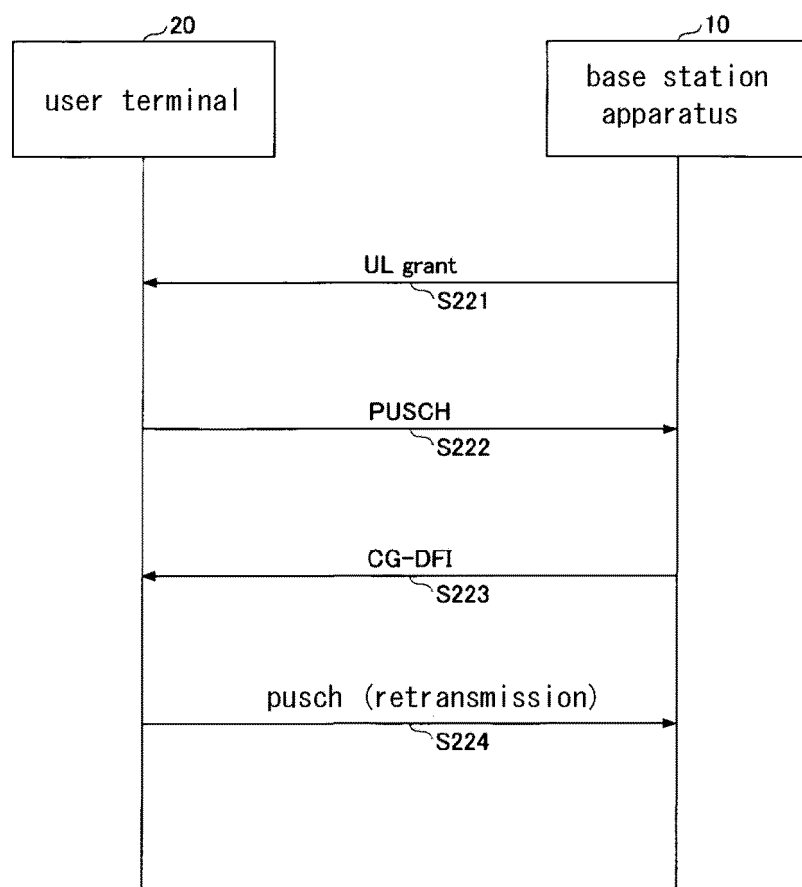 20
10
user terminal
base station
apparatus
UL grant
S221
PUSCH
S222
CG-DFI
S223
pusch (retransmission)
S224